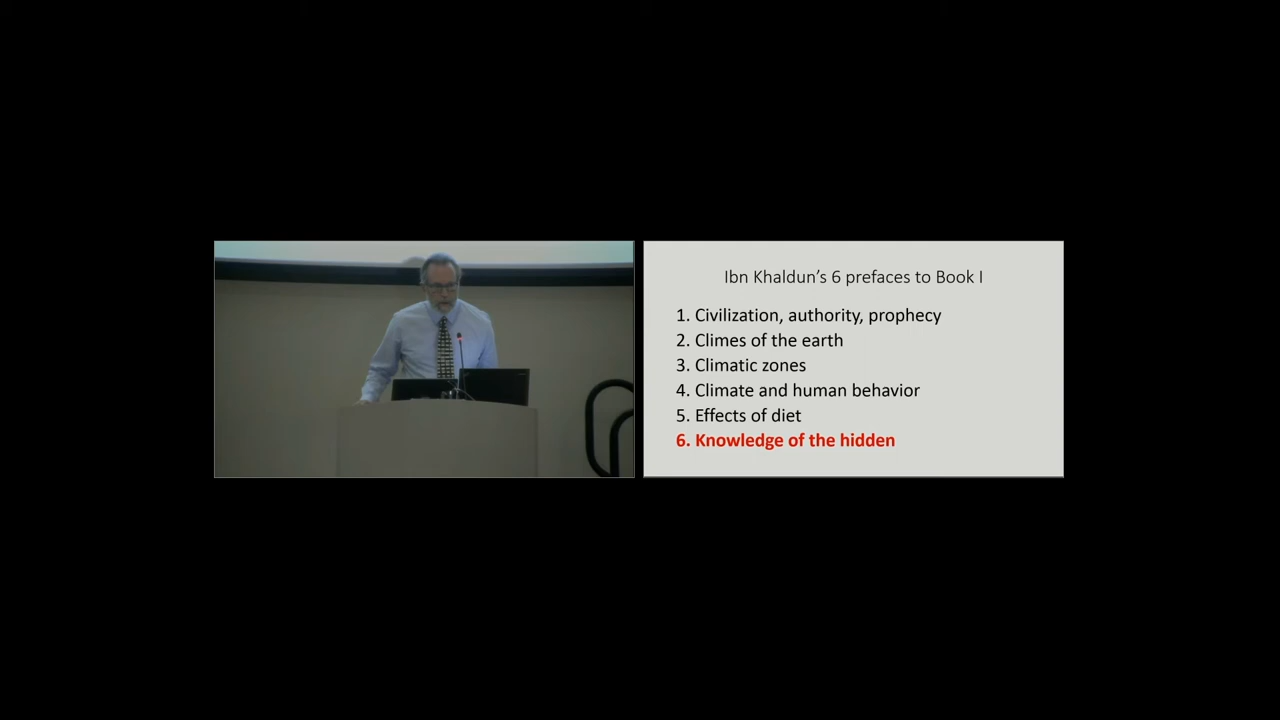 Ibn Khaldun’s 6 prefaces to Book I
1. Civilization, authority, prophecy
2. Climes of the earth
3. Climatic zones
4. Climate and human behavior
5. Effects of diet
6. Knowledge of the hidden